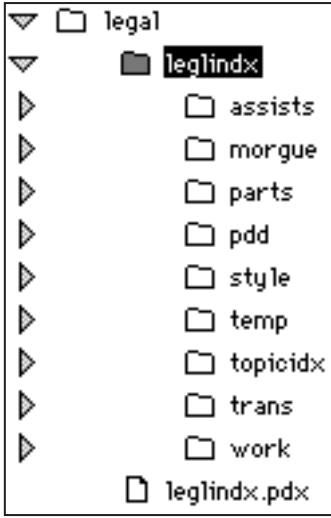 legal
leglindx
assists
morgue
parts
pdd
style
temp
topicidx
trans
work
leglindx.pdx